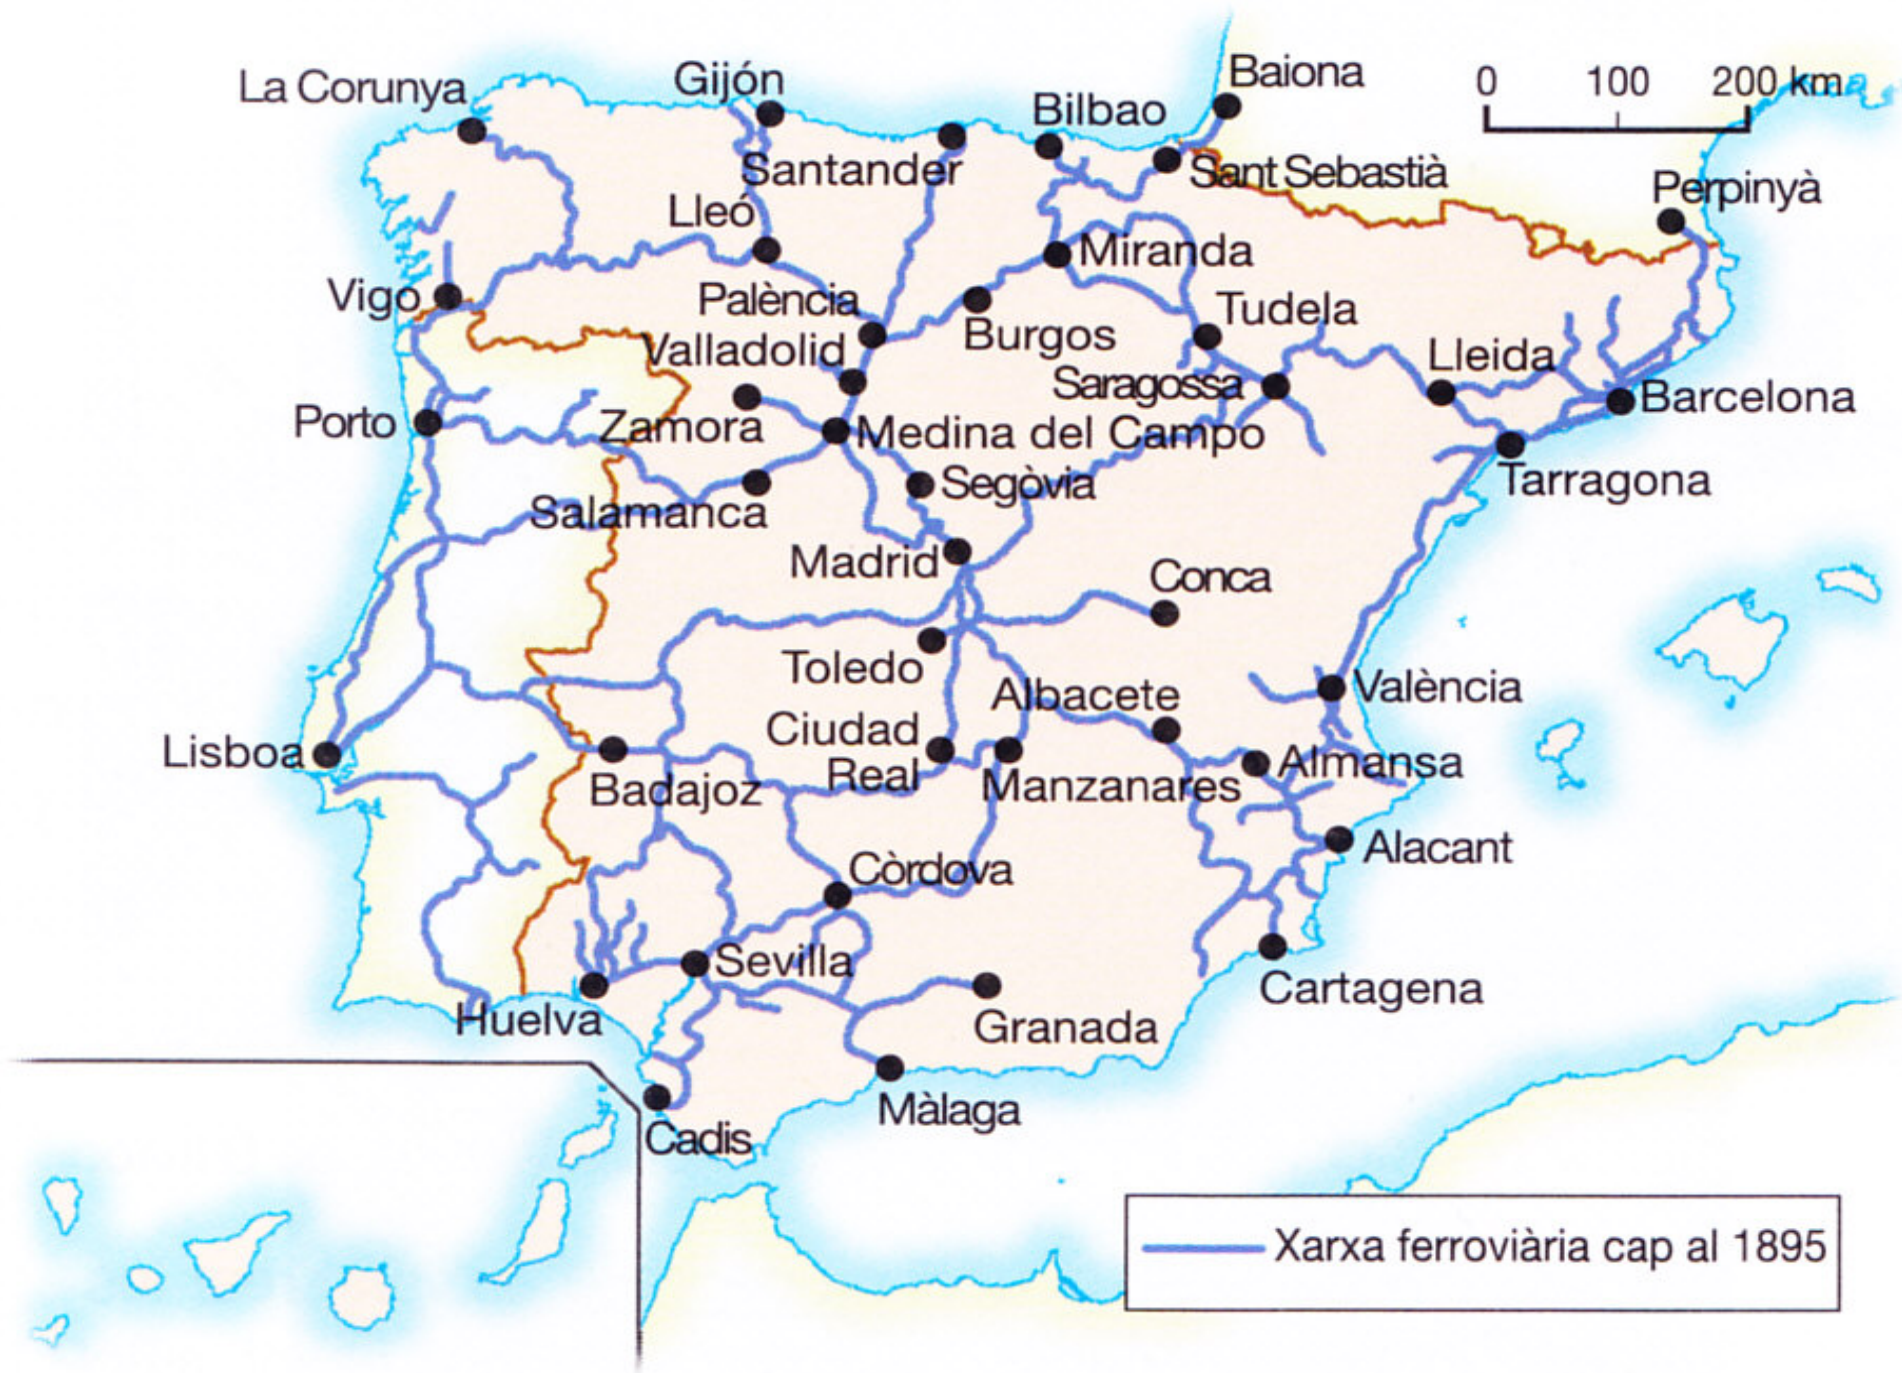 La Corunya
Gijón
Baiona
0 100 200 km
Bilbao
Santander
Sant Sebastià
Perpinyà
Lleó
Miranda
Vigo
Palència
Tudela
Burgos
Valladolid
Lleida
Saragossa
Barcelona
Porto
Zamora
Medina del Campo
Segòvia
Tarragona
Salamanca
Madrid
Conca
Toledo
Albacete
València
Ciudad
Real
Lisboa
Almansa
Badajoz
Manzanares
Alacant
Còrdova
Sevilla
Cartagena
Huelva
Granada
Màlaga
Cadis
Xarxa ferroviària cap al 1895